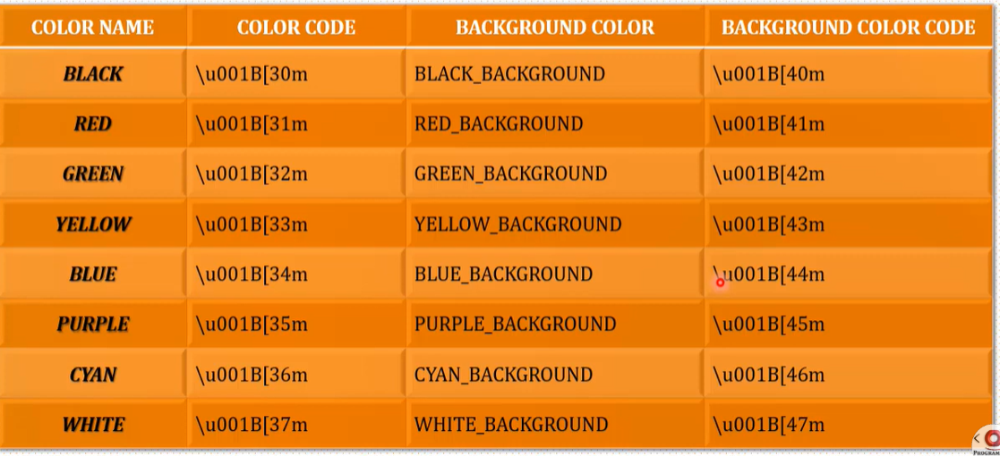 COLOR NAME COLOR CODE BACKGROUND COLOR BACKGROUND COLOR CODE
BLACK \u001B[30m BLACK_BACKGROUND \u001B[40m
RED \u001B[31m RED_BACKGROUND \u001B[41m
GREEN \u001B[32m GREEN_BACKGROUND \u001B[42m
YELLOW \u001B[33m YELLOW_BACKGROUND \u001B[43m
BLUE \u001B[34m BLUE_BACKGROUND \u001B[44m
PURPLE \u001B[35m PURPLE_BACKGROUND \u001B[45m
CYAN \u001B[36m CYAN_BACKGROUND \u001B[46m
WHITE \u001B[37m WHITE_BACKGROUND \u001B[47m